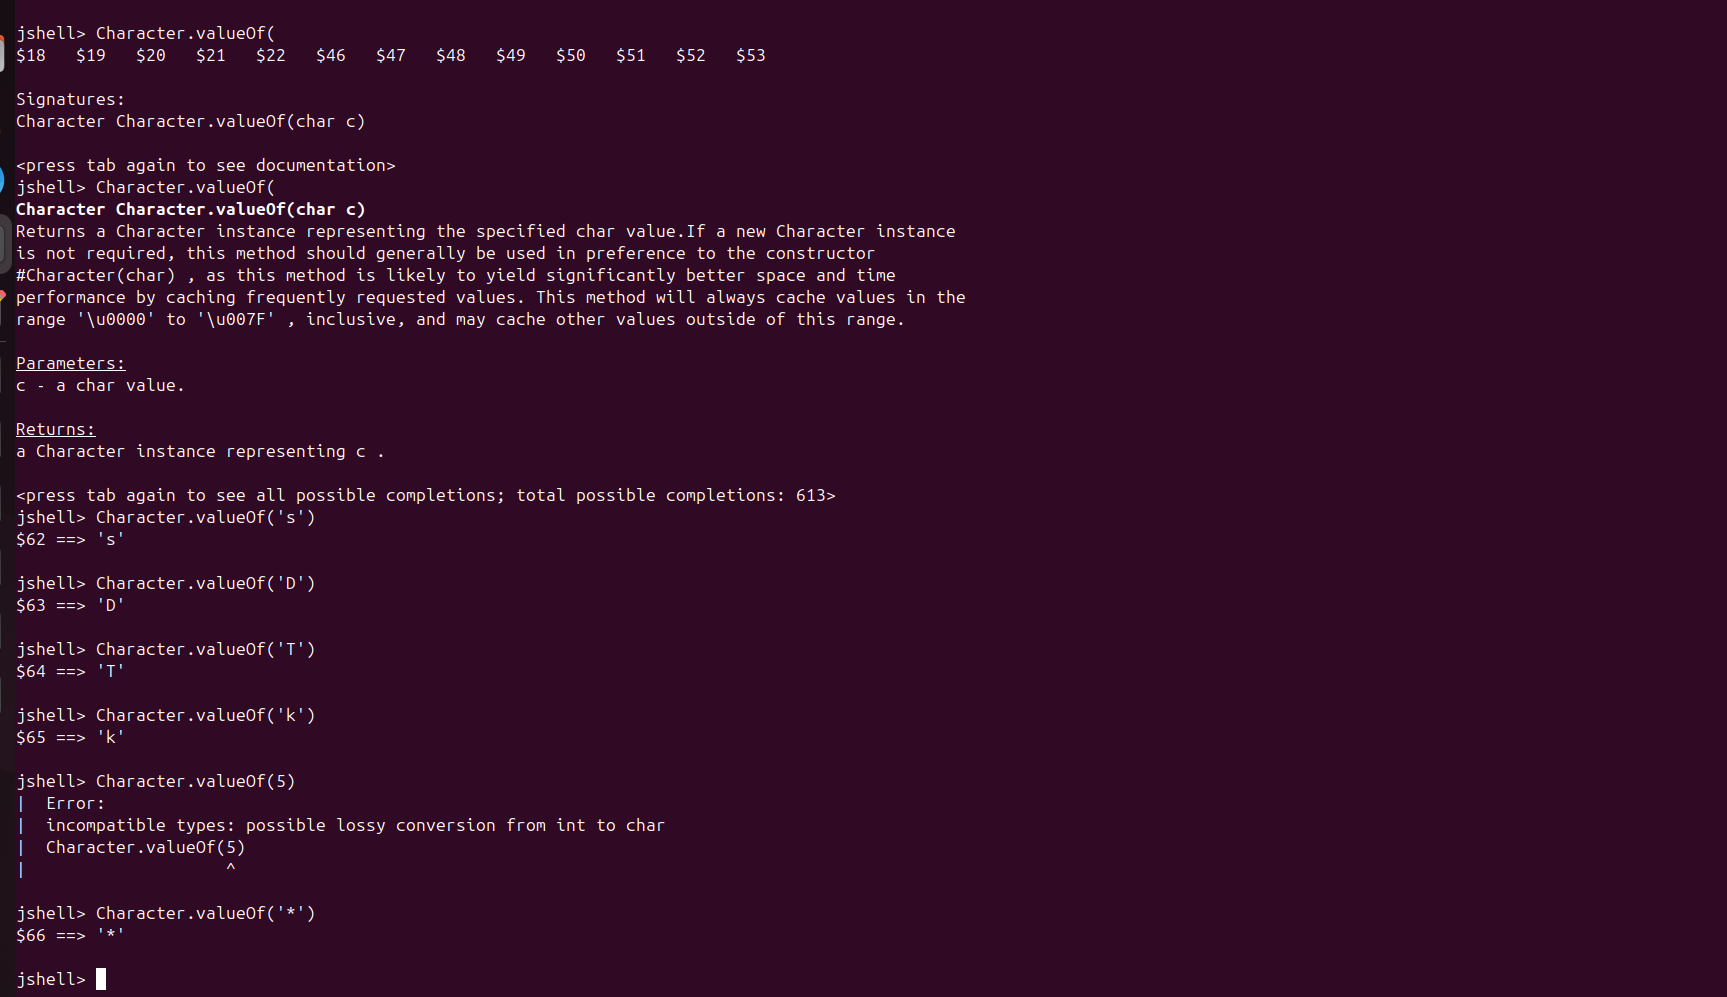 jshell> Character.valueOf(
$18   $19   $20   $21   $22   $46   $47   $48   $49   $50   $51   $52   $53
Signatures:
Character Character.valueOf(char c)
<press tab again to see documentation>
jshell> Character.valueOf(
Character Character.valueOf(char c)
Returns a Character instance representing the specified char value.If a new Character instance
is not required, this method should generally be used in preference to the constructor
#Character(char) , as this method is likely to yield significantly better space and time
performance by caching frequently requested values. This method will always cache values in the
range '\u0000' to '\u007F' , inclusive, and may cache other values outside of this range.
Parameters:
c - a char value.
Returns:
a Character instance representing c .
<press tab again to see all possible completions; total possible completions: 613>
jshell> Character.valueOf('s')
$62 ==> 's'
jshell> Character.valueOf('D')
$63 ==> 'D'
jshell> Character.valueOf('T')
$64 ==> 'T'
jshell> Character.valueOf('k')
$65 ==> 'k'
jshell> Character.valueOf(5)
|  Error:
|  incompatible types: possible lossy conversion from int to char
|  Character.valueOf(5)
|                    ^
jshell> Character.valueOf('*')
$66 ==> '*'
jshell>